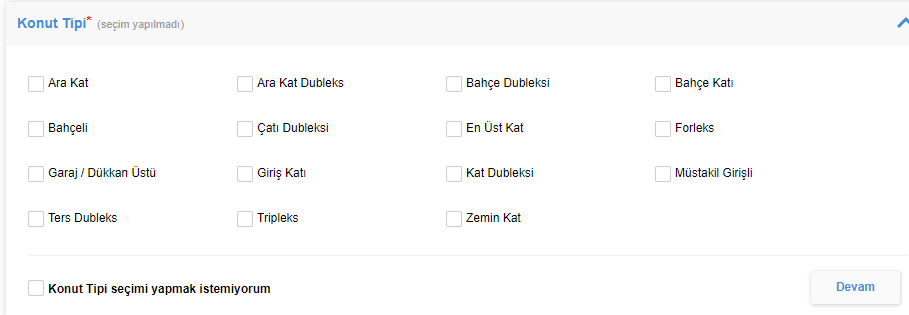 Konut Tipi* (seçim yapılmadı)
Ara Kat Ara Kat Dubleks Bahçe Dubleksi Bahçe Katı
Bahçeli Çatı Dubleksi En Üst Kat Forleks
Garaj / Dükkan Üstü Giriş Katı Kat Dubleksi Müstakil Girişli
Ters Dubleks Tripleks Zemin Kat
Konut Tipi seçimi yapmak istemiyorum Devam